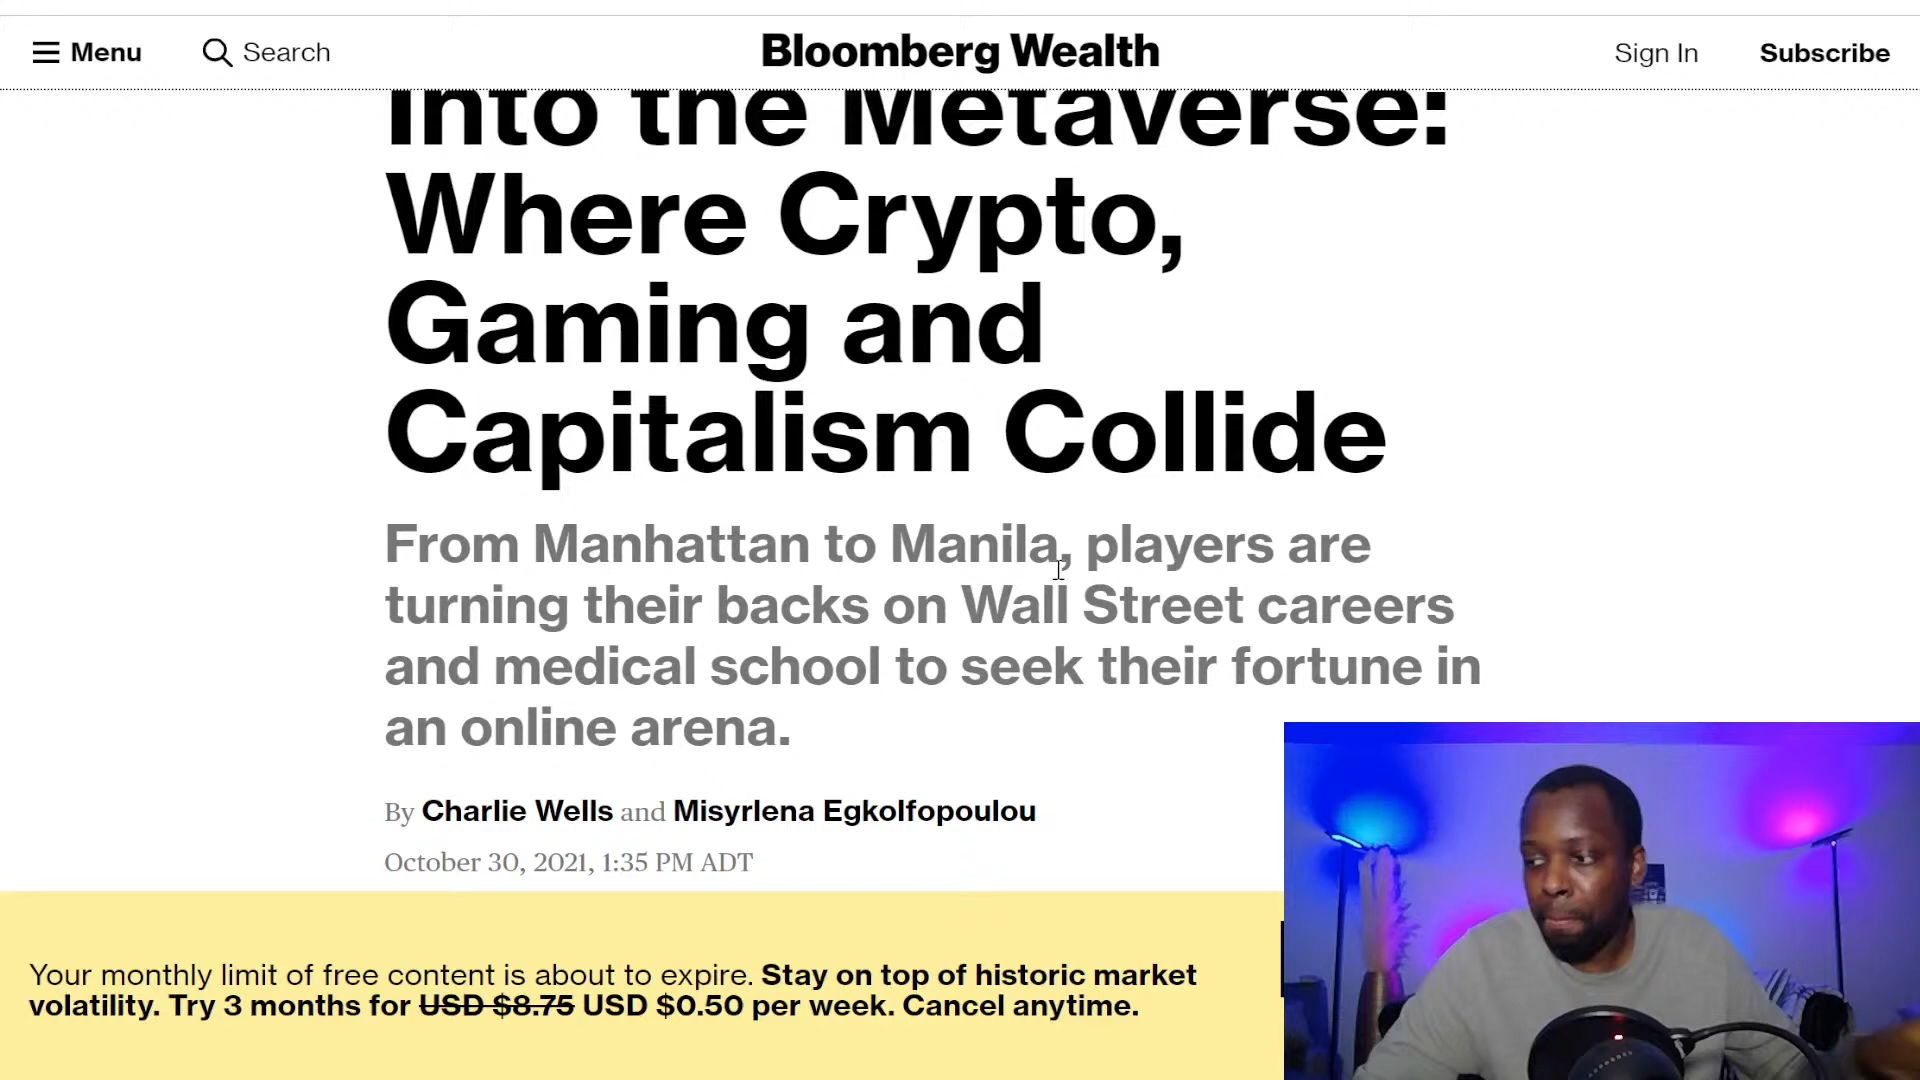 Menu Search Bloomberg Wealth Sign In Subscribe
Into the Metaverse:
Where Crypto,
Gaming and
Capitalism Collide
From Manhattan to Manila, players are
turning their backs on Wall Street careers
and medical school to seek their fortune in
an online arena.
By Charlie Wells and Misyrlena Egkolfopoulou
October 30, 2021, 1:35 PM ADT
Your monthly limit of free content is about to expire. Stay on top of historic market
volatility. Try 3 months for USD $8.75 USD $0.50 per week. Cancel anytime.